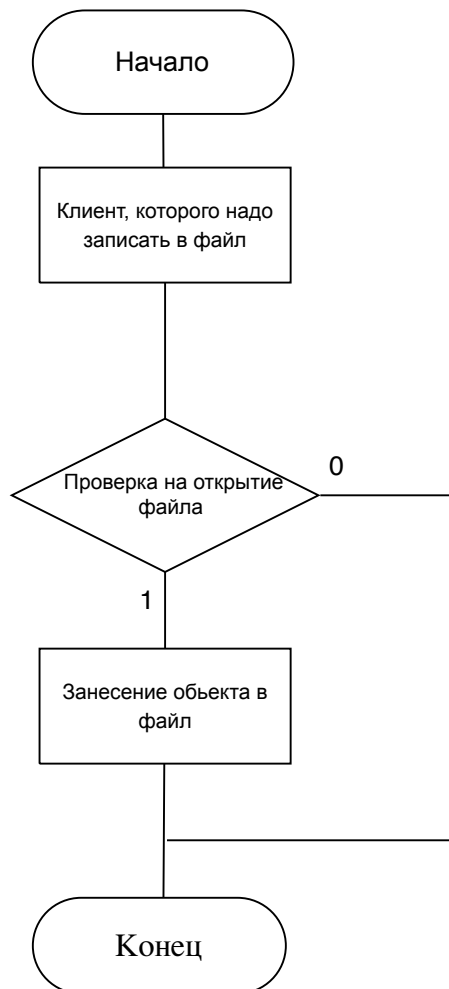 Начало
Клиент, которого надо
записать в файл
Проверка на открытие
файла
0
1
Занесение обьекта в
файл
Конец